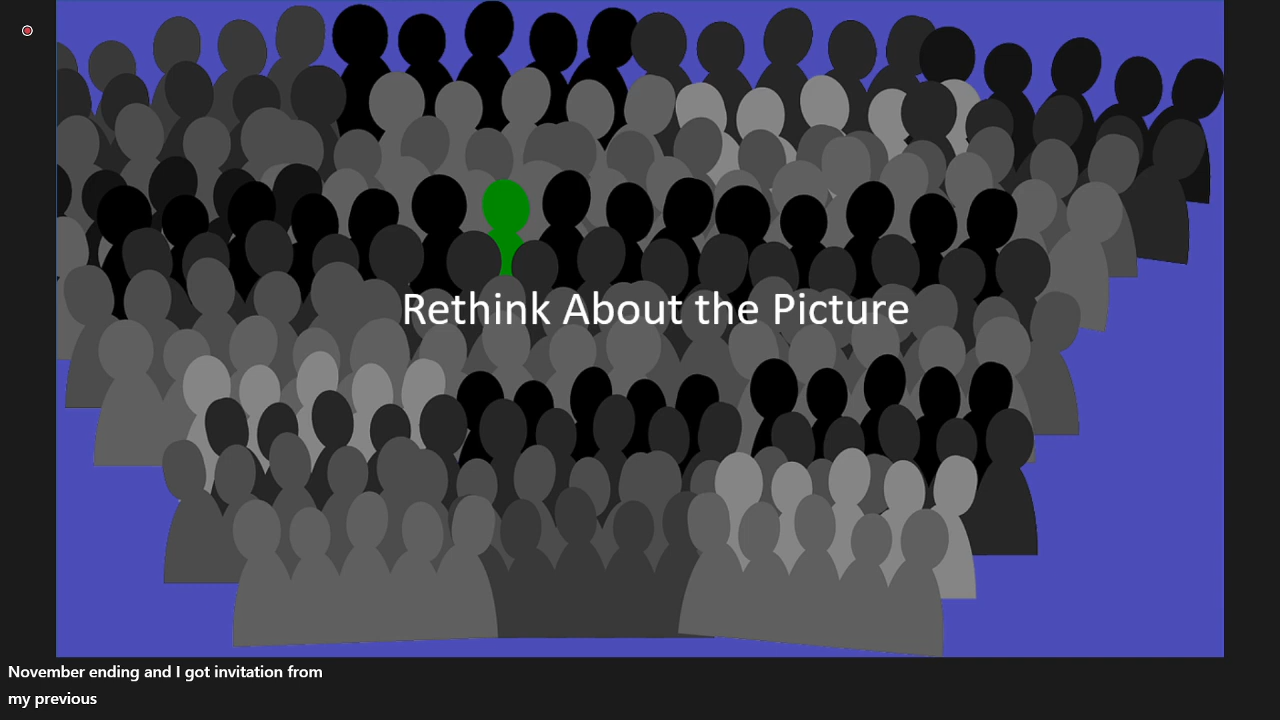 Rethink About the Picture
November ending and I got invitation from
my previous